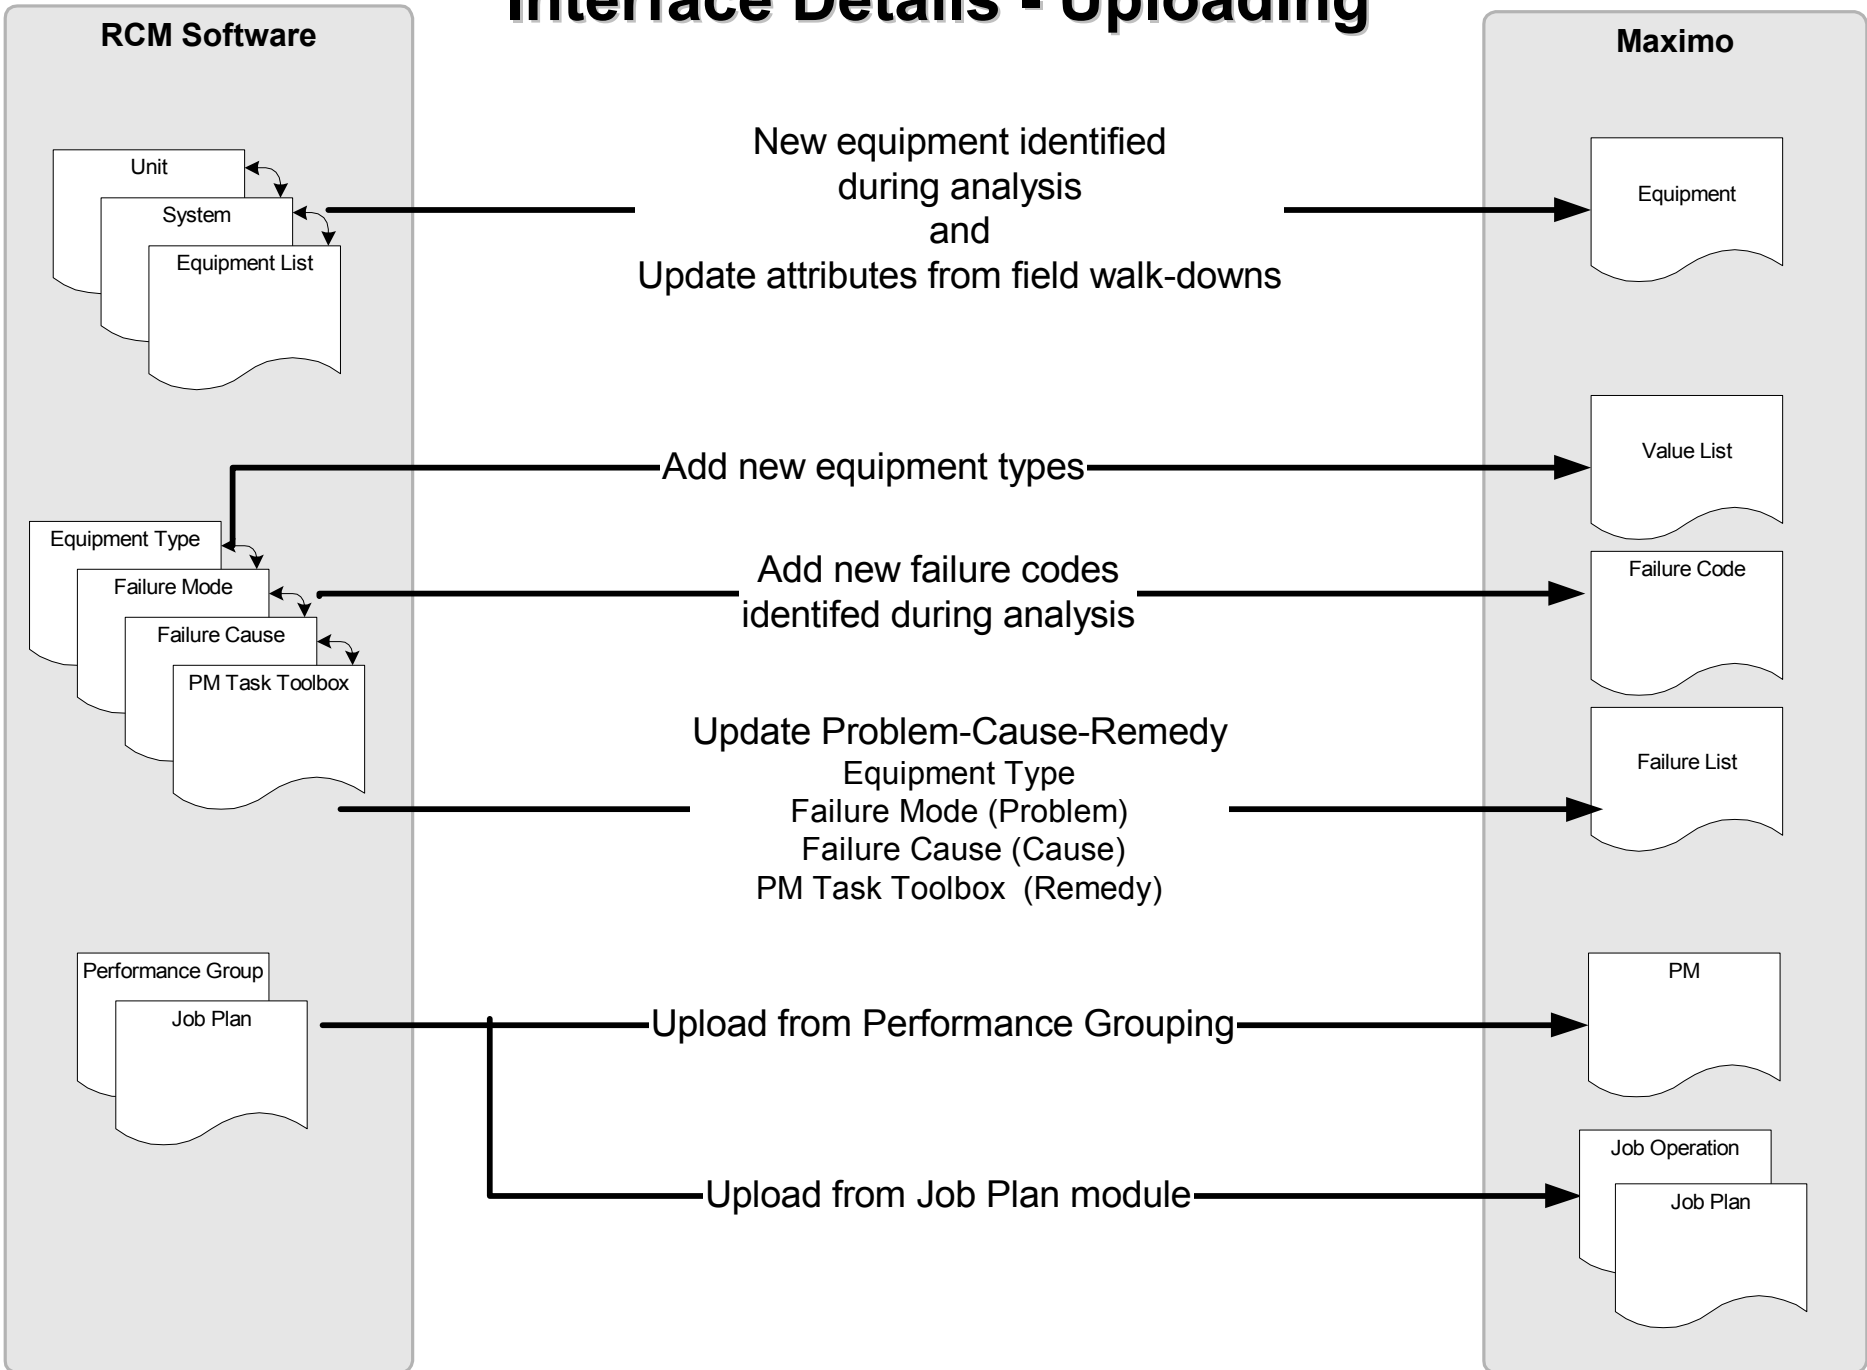 Interface Details - Uploading
RCM Software
Maximo
Unit
System
Equipment List
New equipment identified
during analysis
and
Update attributes from field walk-downs
Equipment
Add new equipment types
Value List
Equipment Type
Failure Mode
Failure Cause
PM Task Toolbox
Add new failure codes
identifed during analysis
Failure Code
Update Problem-Cause-Remedy
Equipment Type
Failure Mode (Problem)
Failure Cause (Cause)
PM Task Toolbox (Remedy)
Failure List
Performance Group
Job Plan
Upload from Performance Grouping
PM
Upload from Job Plan module
Job Operation
Job Plan